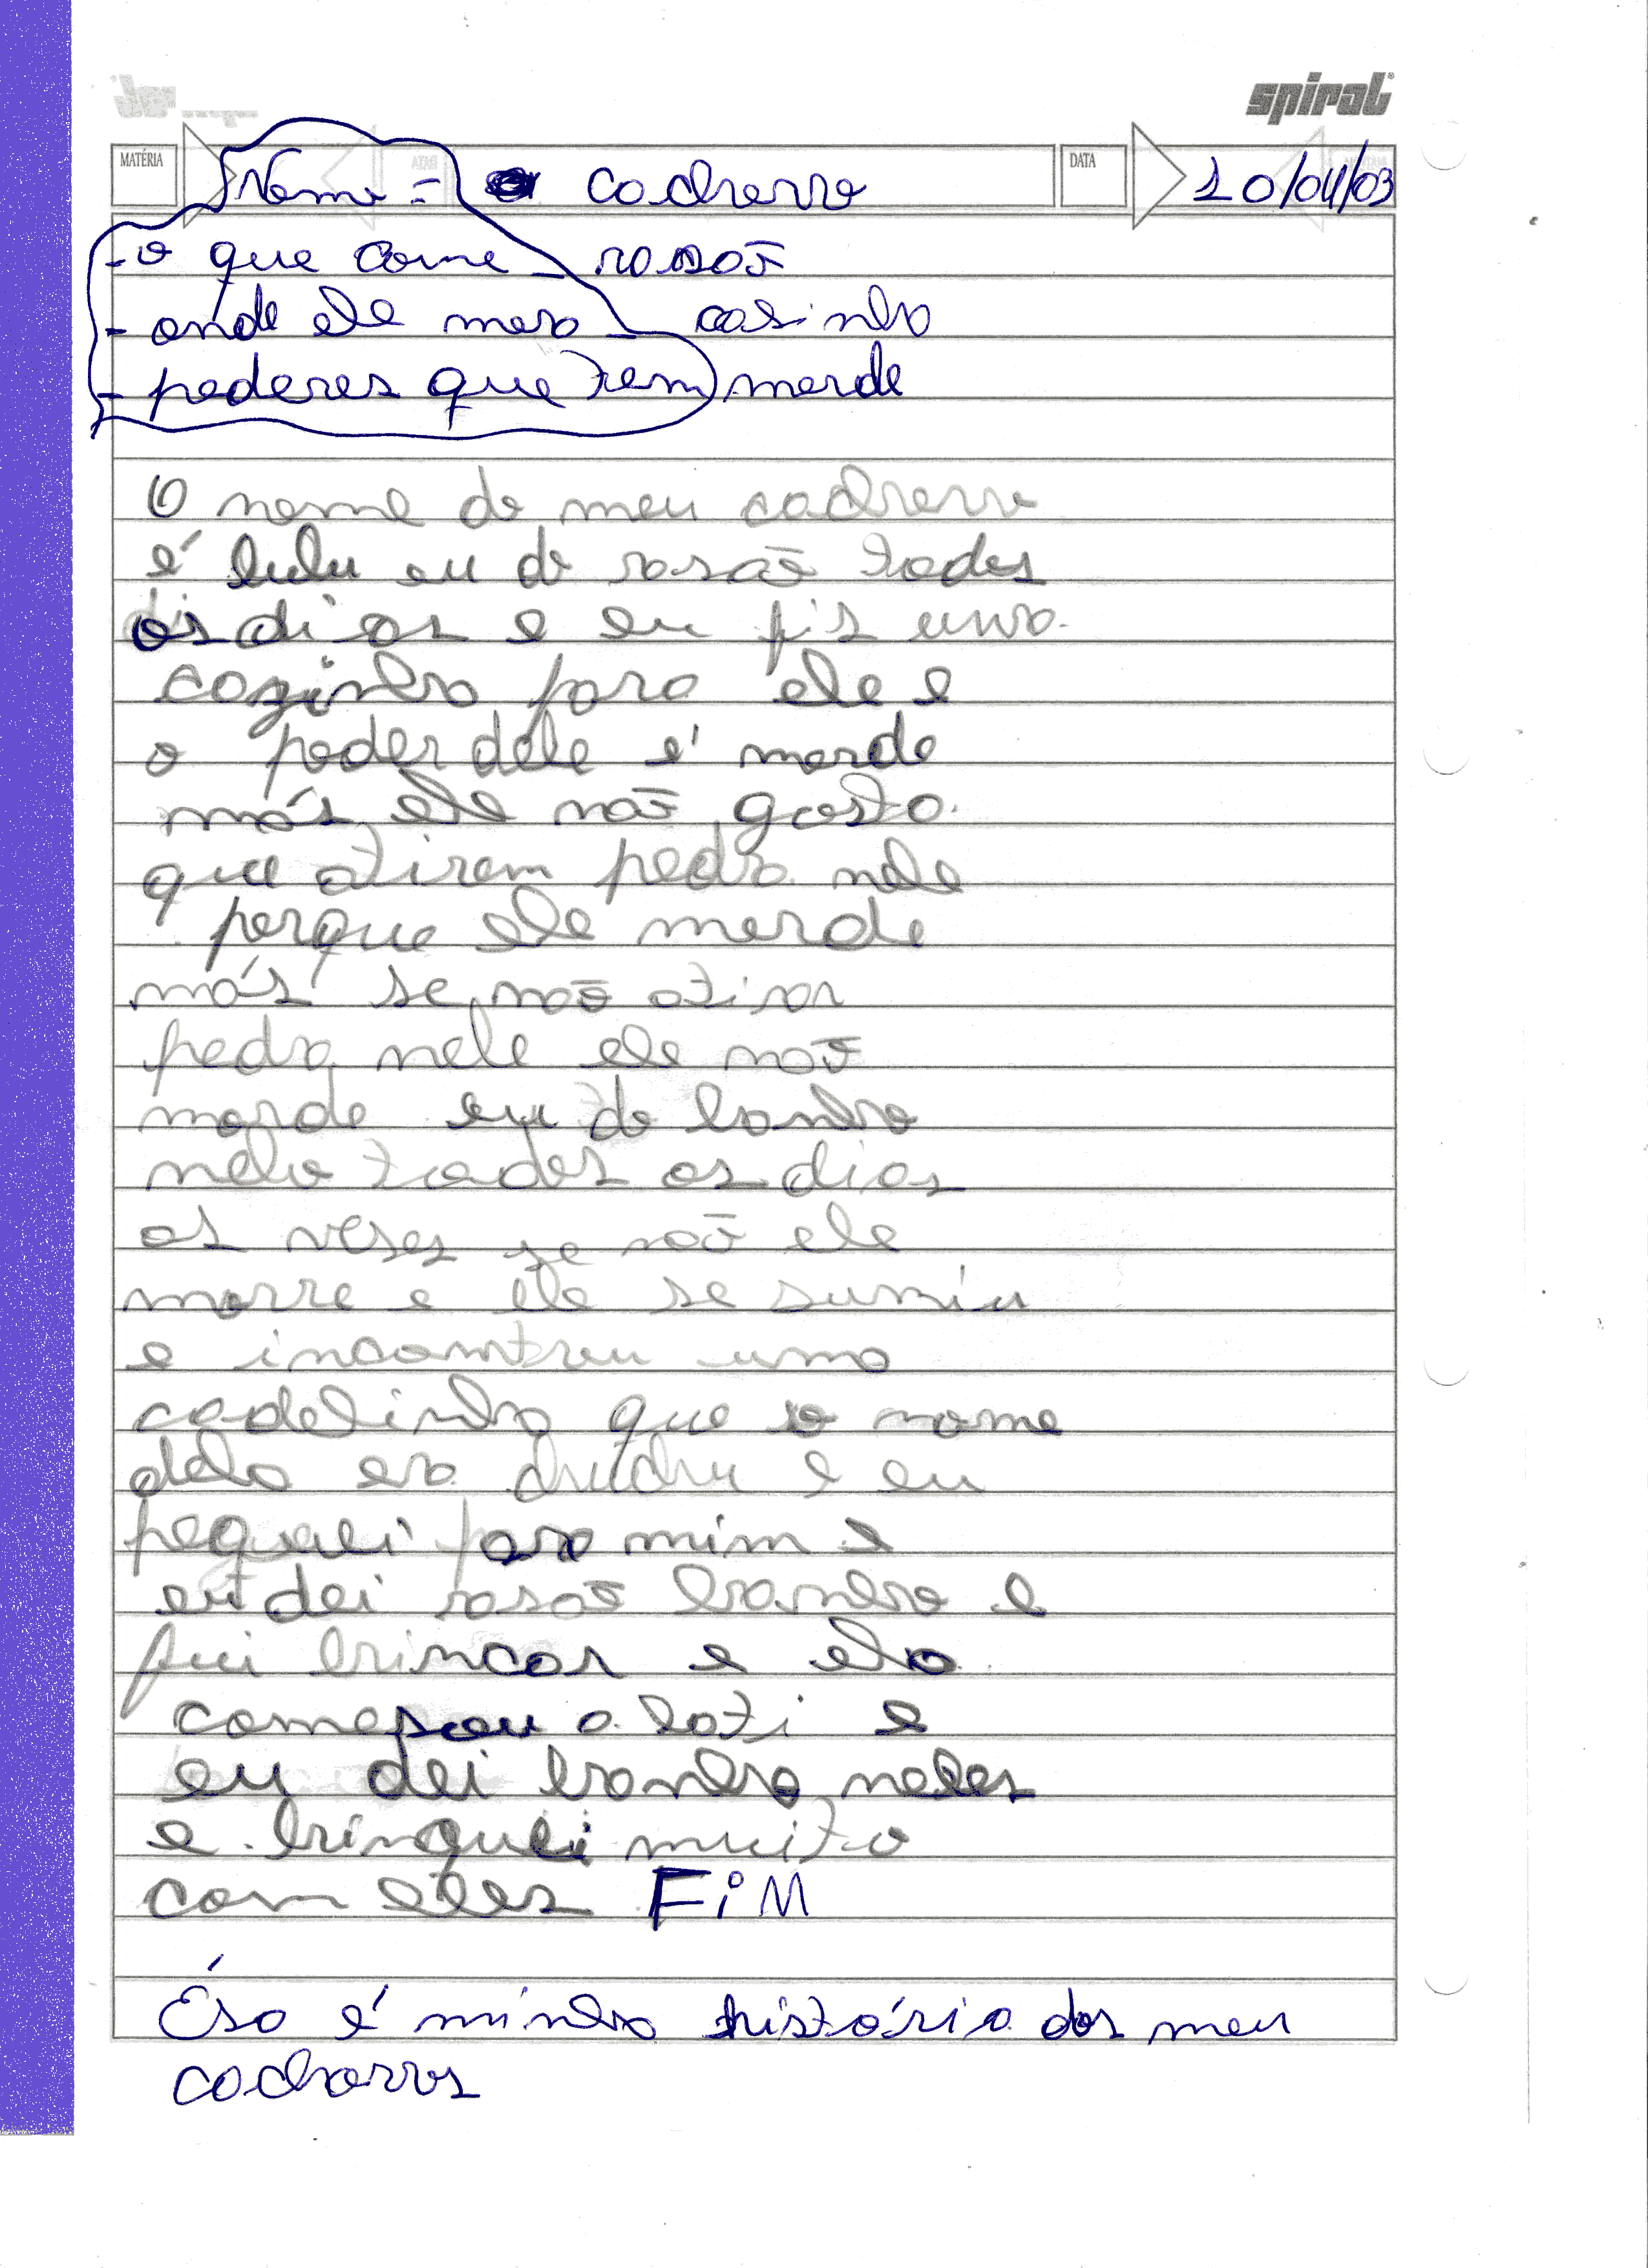 spiral
MATÉRIA Nome = cachorro DATA 10/04/03
- o que come - rasão
- onde ele mora - casinha
- poderes que tem morde
O nome do meu cachorro
é lulu eu do rasão todos
os dias e eu fis uma
cazinha para ele e
o poder dele é morde
más ele não gosta
que atirem pedra nele
porque ele morde
más se não atirar
pedra nele ele não
morde eu do banho
nelo todos os dias
as veses se não ele
morre e ele se sumiu
e incomtrou uma
cadelinha que o nome
dela era chuchu e eu
peguei para mim e
eu dei rasão banho e
fui brincar e ela
comesou a lati e
eu dei banho neles
e brinquei muito
com eles FiM
Ésa é minha história dos meu
cachorros